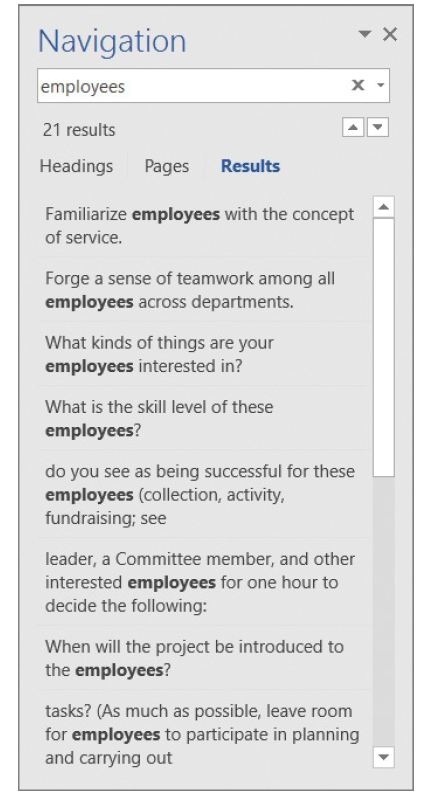 Navigation
employees
21 results
Headings Pages Results
Familiarize employees with the concept
of service.
Forge a sense of teamwork among all
employees across departments.
What kinds of things are your
employees interested in?
What is the skill level of these
employees?
do you see as being successful for these
employees (collection, activity,
fundraising; see
leader, a Committee member, and other
interested employees for one hour to
decide the following:
When will the project be introduced to
the employees?
tasks? (As much as possible, leave room
for employees to participate in planning
and carrying out